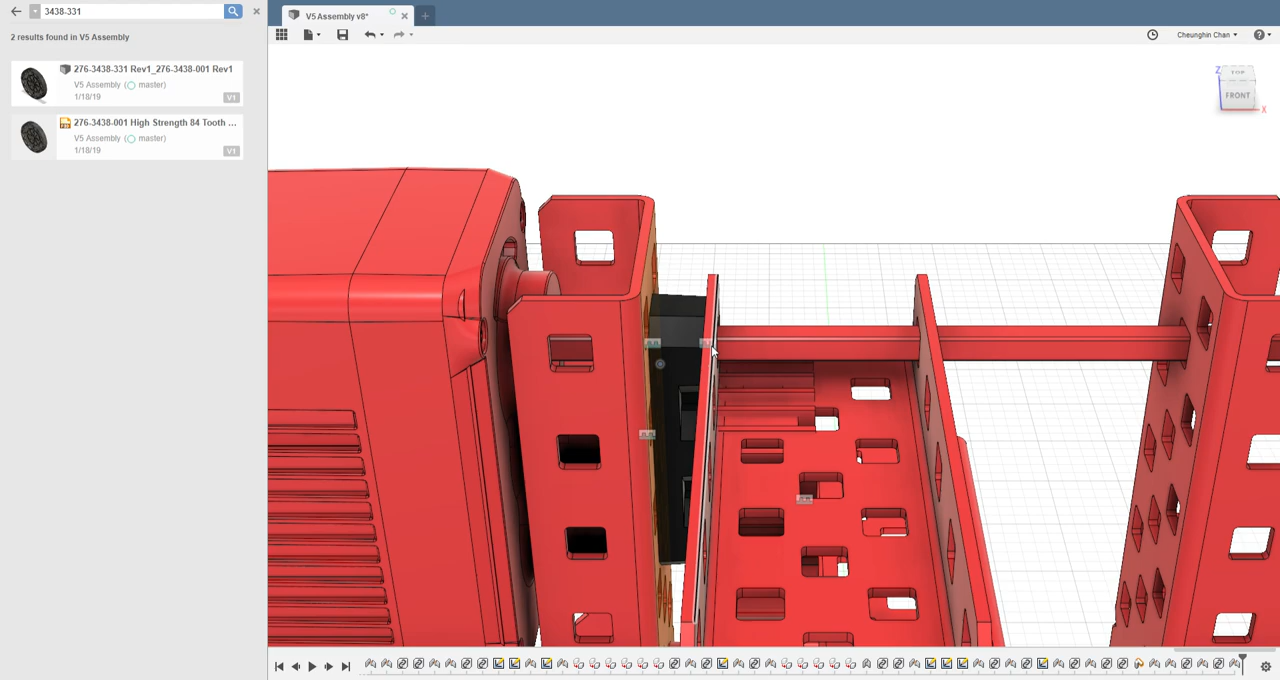 3438-331
2 results found in V5 Assembly
276-3438-331 Rev1_276-3438-001 Rev1
V5 Assembly (master)
1/18/19
V1
276-3438-001 High Strength 84 Tooth ...
V5 Assembly (master)
1/18/19
V1
V5 Assembly v8*
Cheunghin Chan
Z
TOP
FRONT
X